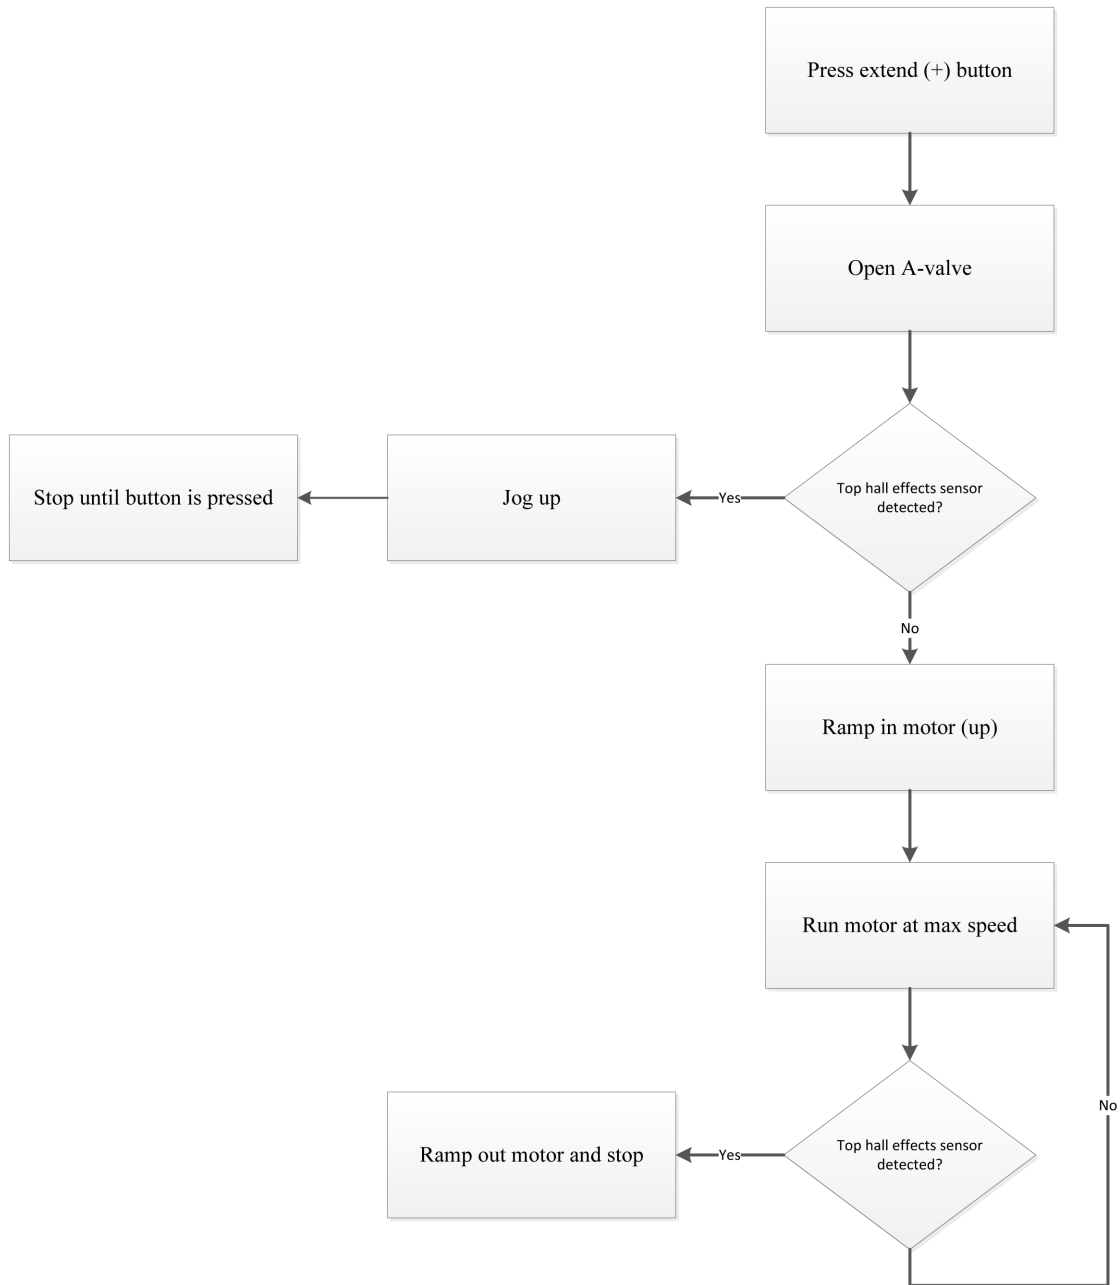 Press extend (+) button
Open A-valve
Stop until button is pressed
Jog up
Yes
Top hall effects sensor
detected?
No
Ramp in motor (up)
Run motor at max speed
No
Ramp out motor and stop
Yes
Top hall effects sensor
detected?